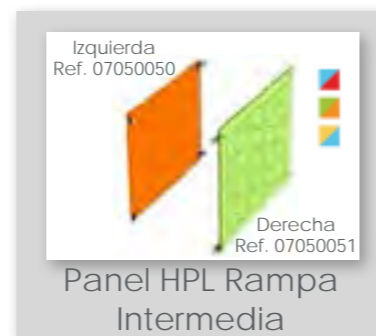 Izquierda
Ref. 07050050
Derecha
Ref. 07050051
Panel HPL Rampa
Intermedia